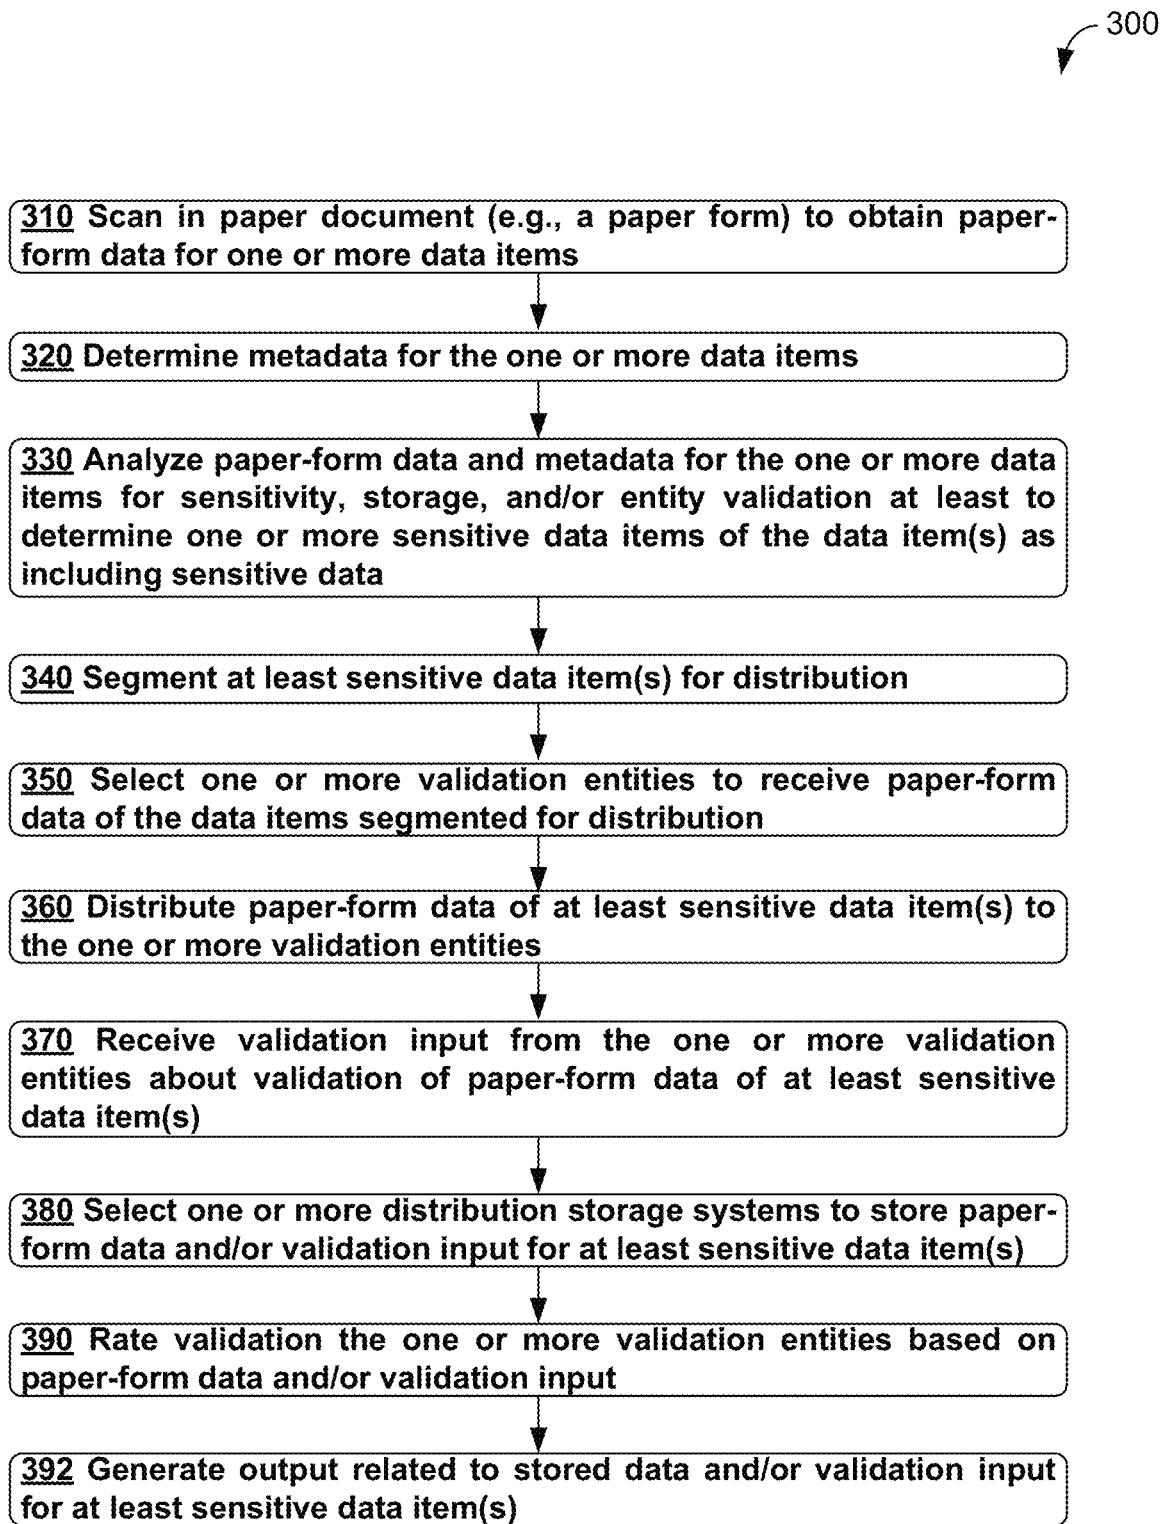 300
310 Scan in paper document (e.g., a paper form) to obtain paper-
form data for one or more data items
320 Determine metadata for the one or more data items
330 Analyze paper-form data and metadata for the one or more data
items for sensitivity, storage, and/or entity validation at least to
determine one or more sensitive data items of the data item(s) as
including sensitive data
340 Segment at least sensitive data item(s) for distribution
350 Select one or more validation entities to receive paper-form
data of the data items segmented for distribution
360 Distribute paper-form data of at least sensitive data item(s) to
the one or more validation entities
370 Receive validation input from the one or more validation
entities about validation of paper-form data of at least sensitive
data item(s)
380 Select one or more distribution storage systems to store paper-
form data and/or validation input for at least sensitive data item(s)
390 Rate validation the one or more validation entities based on
paper-form data and/or validation input
392 Generate output related to stored data and/or validation input
for at least sensitive data item(s)